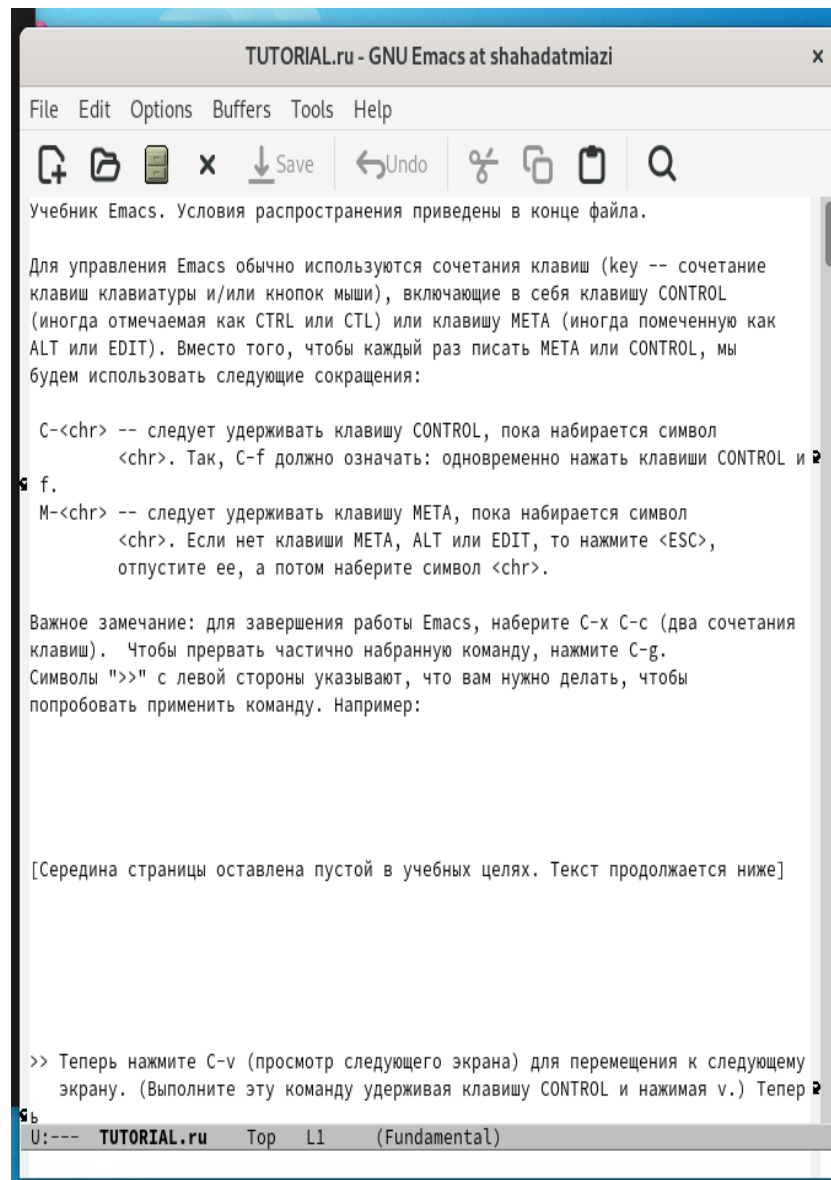 TUTORIAL.ru - GNU Emacs at shahadatmiazi
File Edit Options Buffers Tools Help
Save Undo
Учебник Emacs. Условия распространения приведены в конце файла.
Для управления Emacs обычно используются сочетания клавиш (key -- сочетание
клавиш клавиатуры и/или кнопок мыши), включающие в себя клавишу CONTROL
(иногда отмечаемая как CTRL или CTL) или клавишу META (иногда помеченную как
ALT или EDIT). Вместо того, чтобы каждый раз писать META или CONTROL, мы
будем использовать следующие сокращения:
C-<chr> -- следует удерживать клавишу CONTROL, пока набирается символ
<chr>. Так, C-f должно означать: одновременно нажать клавиши CONTROL и
f.
M-<chr> -- следует удерживать клавишу META, пока набирается символ
<chr>. Если нет клавиши META, ALT или EDIT, то нажмите <ESC>,
отпустите ее, а потом наберите символ <chr>.
Важное замечание: для завершения работы Emacs, наберите C-x C-c (два сочетания
клавиш).  Чтобы прервать частично набранную команду, нажмите C-g.
Символы ">>" с левой стороны указывают, что вам нужно делать, чтобы
попробовать применить команду. Например:
[Середина страницы оставлена пустой в учебных целях. Текст продолжается ниже]
>> Теперь нажмите C-v (просмотр следующего экрана) для перемещения к следующему
экрану. (Выполните эту команду удерживая клавишу CONTROL и нажимая v.) Тепер
ь
U:--- TUTORIAL.ru Top L1 (Fundamental)